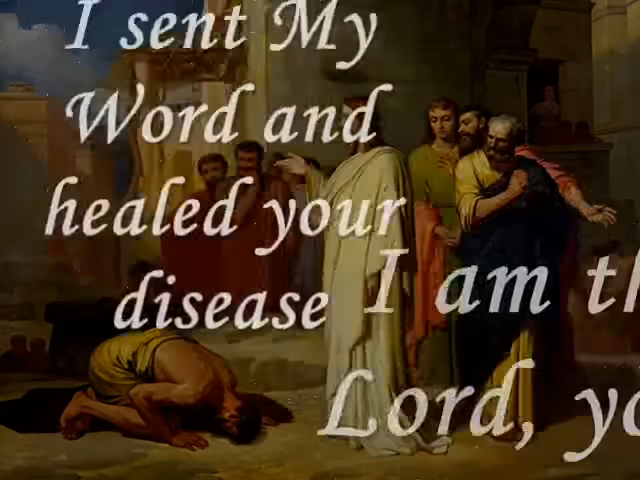 I sent My
Word and
healed your
disease
I am th
Lord, yo